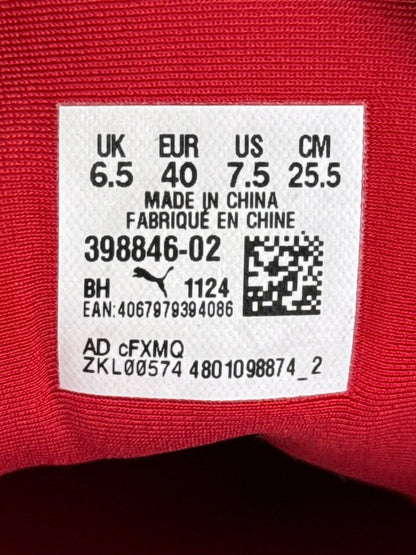 UK EUR US CM
6.5 40 7.5 25.5
MADE IN CHINA
FABRIQUÉ EN CHINE
398846-02
BH 1124
EAN:4067979394086
AD cFXMQ
ZKL00574 4801098874_2